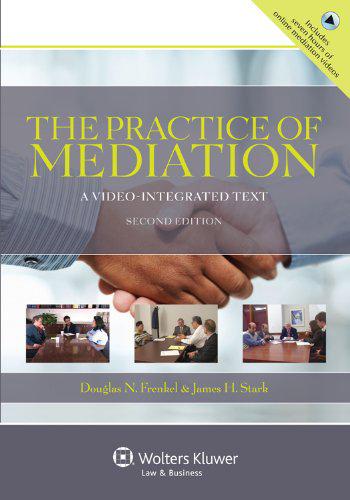 Includes
seven hours of
online mediation videos
THE PRACTICE OF
MEDIATION
A VIDEO-INTEGRATED TEXT
SECOND EDITION
Douglas N. Frenkel & James H. Stark
Wolters Kluwer
Law & Business